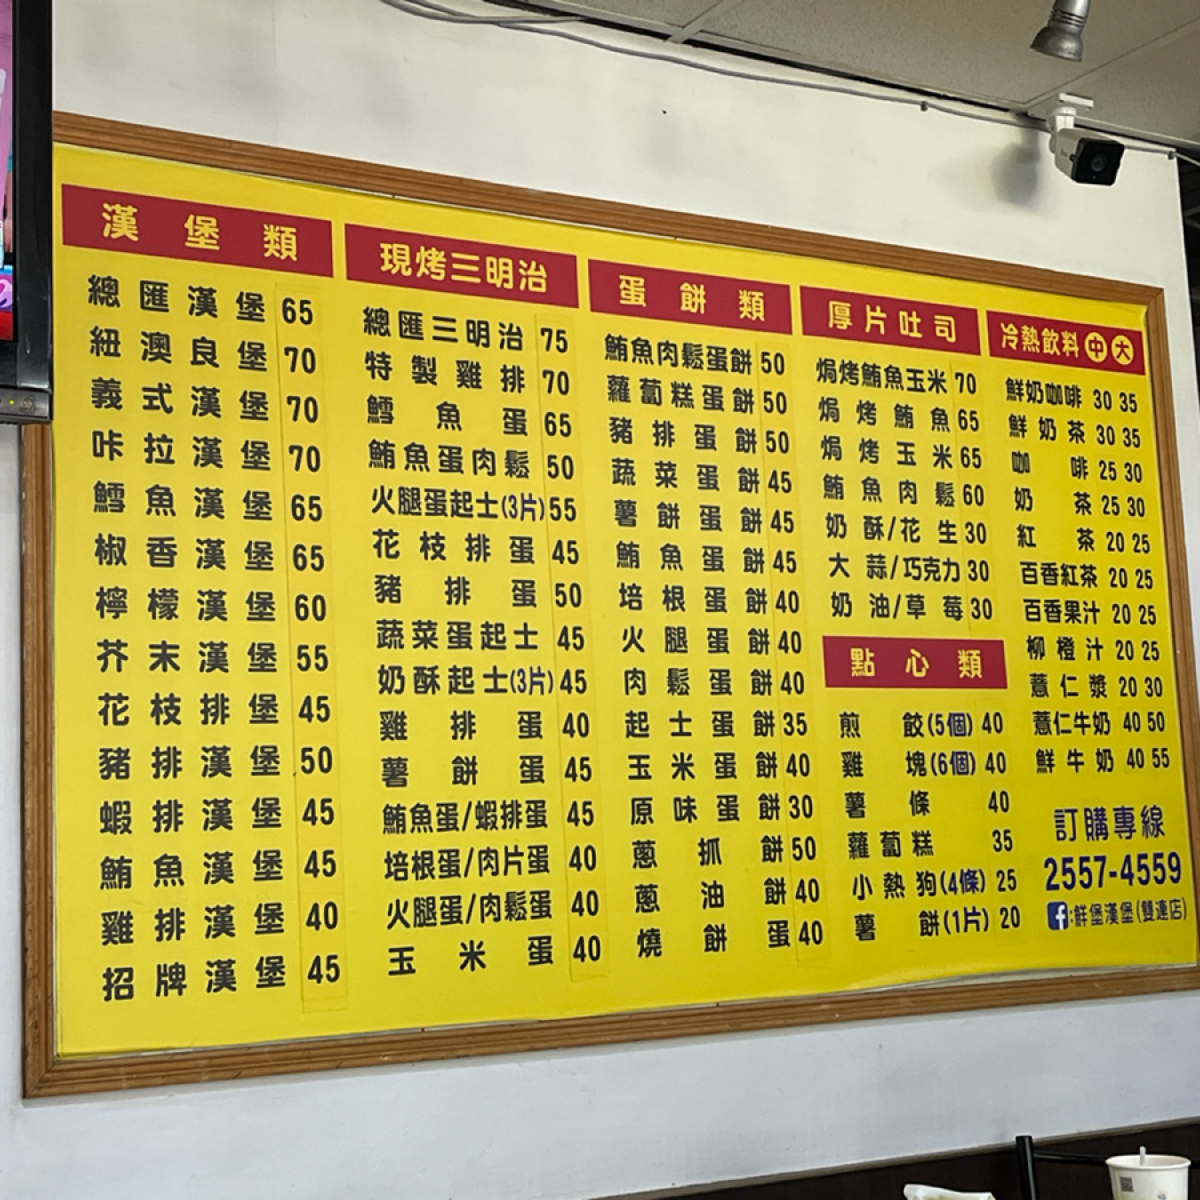 漢堡類
總匯漢堡 65
紐澳良堡 70
義式漢堡 70
咔拉漢堡 70
鱈魚漢堡 65
椒香漢堡 65
檸檬漢堡 60
芥末漢堡 55
花枝排堡 45
豬排漢堡 50
蝦排漢堡 45
鮪魚漢堡 45
雞排漢堡 40
招牌漢堡 45
現烤三明治
總匯三明治 75
特製雞排 70
鱈魚蛋 65
鮪魚蛋肉鬆 50
火腿蛋起士(3片) 55
花枝排蛋 45
豬排蛋 50
蔬菜蛋起士 45
奶酥起士(3片) 45
雞排蛋 40
薯餅蛋 45
鮪魚蛋/蝦排蛋 45
培根蛋/肉片蛋 40
火腿蛋/肉鬆蛋 40
玉米蛋 40
蛋餅類
鮪魚肉鬆蛋餅 50
蘿蔔糕蛋餅 50
豬排蛋餅 50
蔬菜蛋餅 45
薯餅蛋餅 45
鮪魚蛋餅 45
培根蛋餅 40
火腿蛋餅 40
肉鬆蛋餅 40
起士蛋餅 35
玉米蛋餅 40
原味蛋餅 30
蔥抓餅 50
蔥油餅 40
燒餅蛋 40
厚片吐司
焗烤鮪魚玉米 70
焗烤鮪魚 65
焗烤玉米 65
鮪魚肉鬆 60
奶酥/花生 30
大蒜/巧克力 30
奶油/草莓 30
點心類
煎餃(5個) 40
雞塊(6個) 40
薯條 40
蘿蔔糕 35
小熱狗(4條) 25
薯餅(1片) 20
冷熱飲料 中 大
鮮奶咖啡 30 35
鮮奶茶 30 35
咖啡 25 30
奶茶 25 30
紅茶 20 25
百香紅茶 20 25
百香果汁 20 25
柳橙汁 20 25
薏仁漿 20 30
薏仁牛奶 40 50
鮮牛奶 40 55
訂購專線
2557-4559
f:鮮堡漢堡(雙連店)